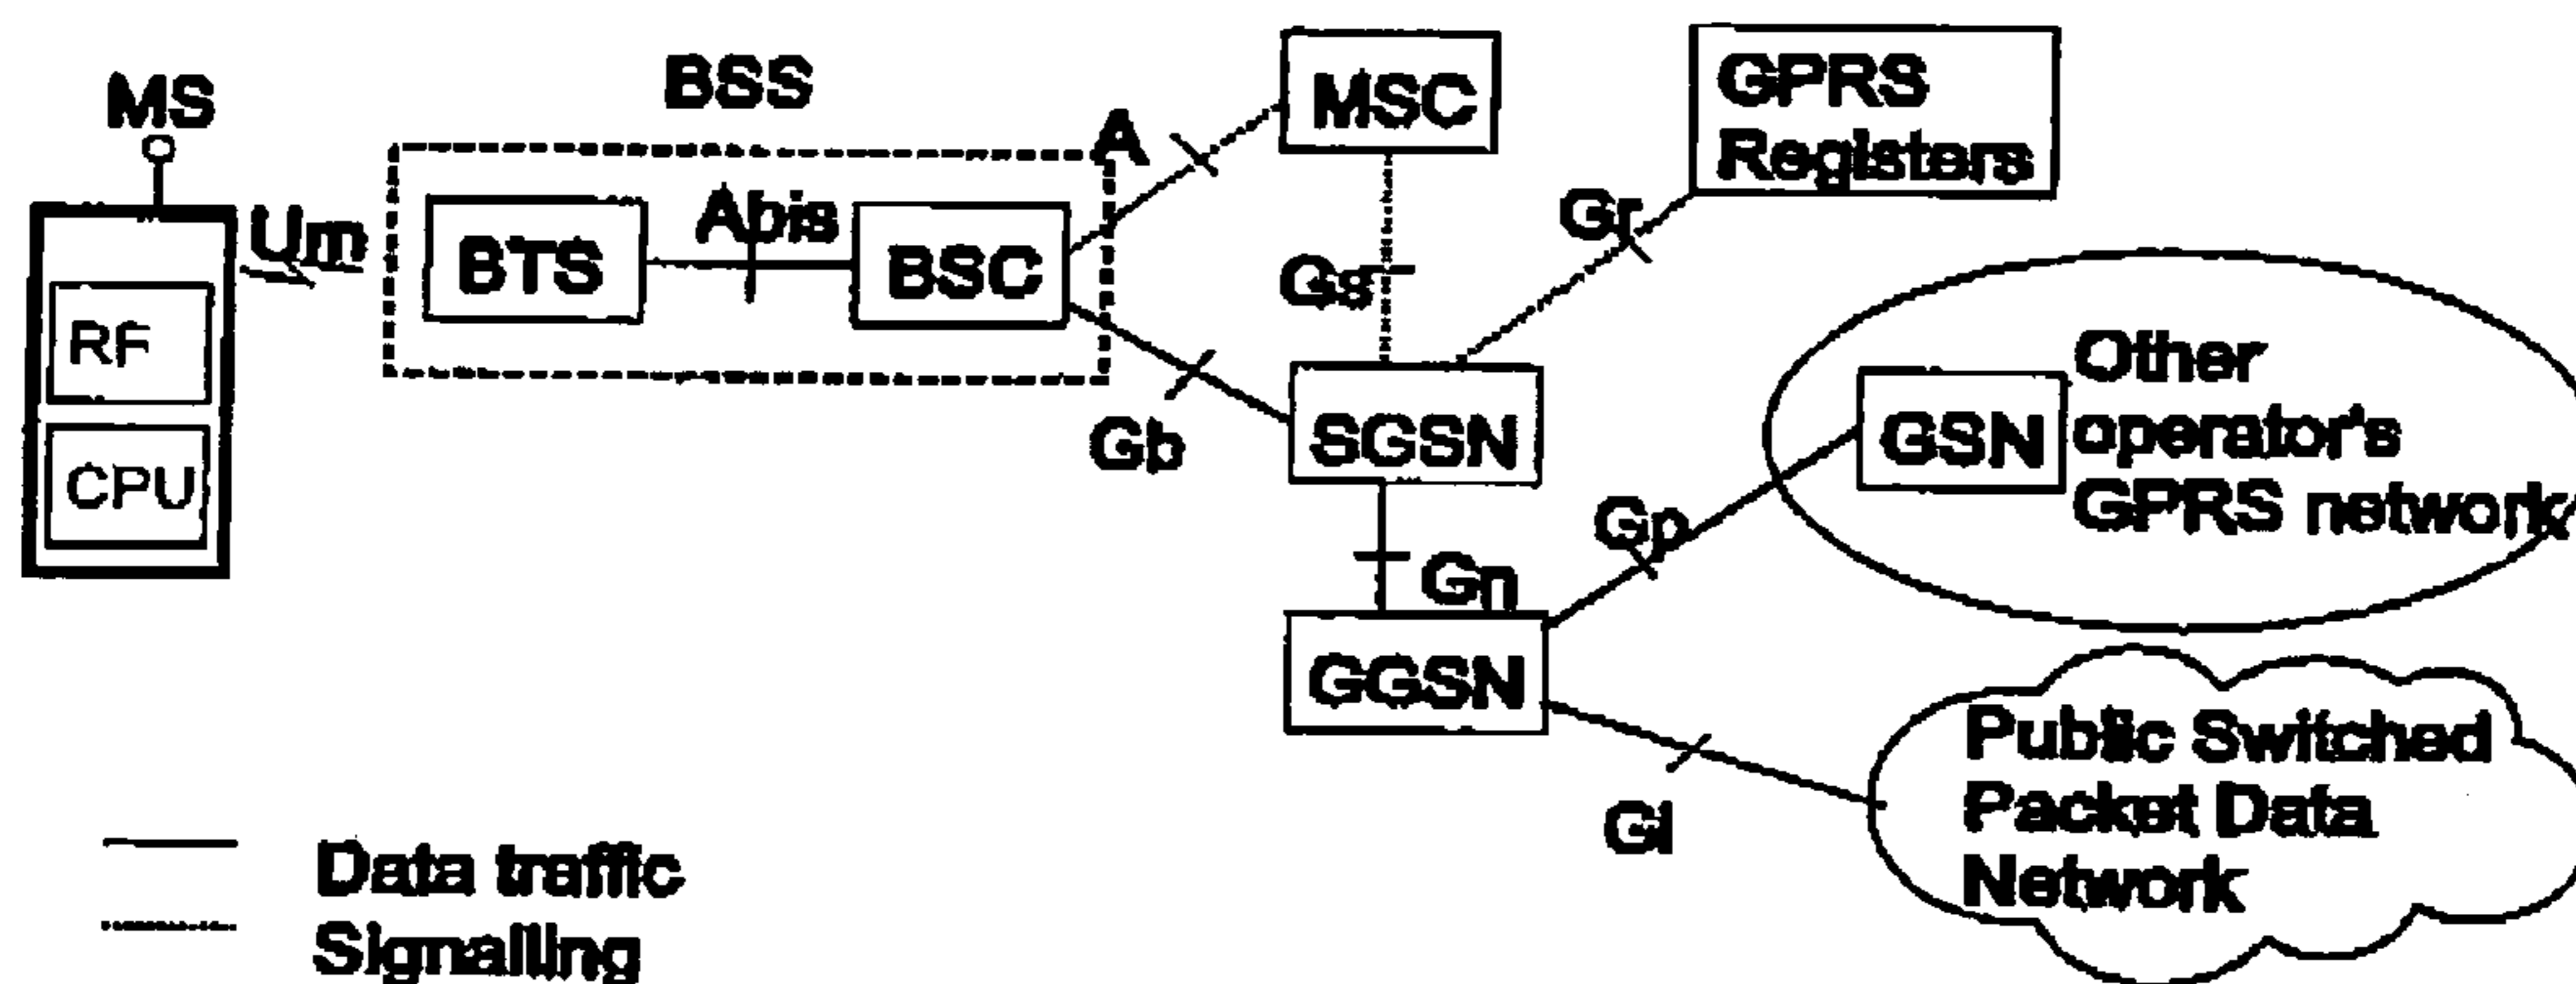 MS
BSS
A
MSC
GPRS
Registers
Um
Abis
BTS
BSC
Gr
Gs
RF
CPU
Gb
SGSN
GSN
Other
operator's
GPRS network
Gp
Gn
GGSN
Gi
Public Switched
Packet Data
Network
Data traffic
Signalling